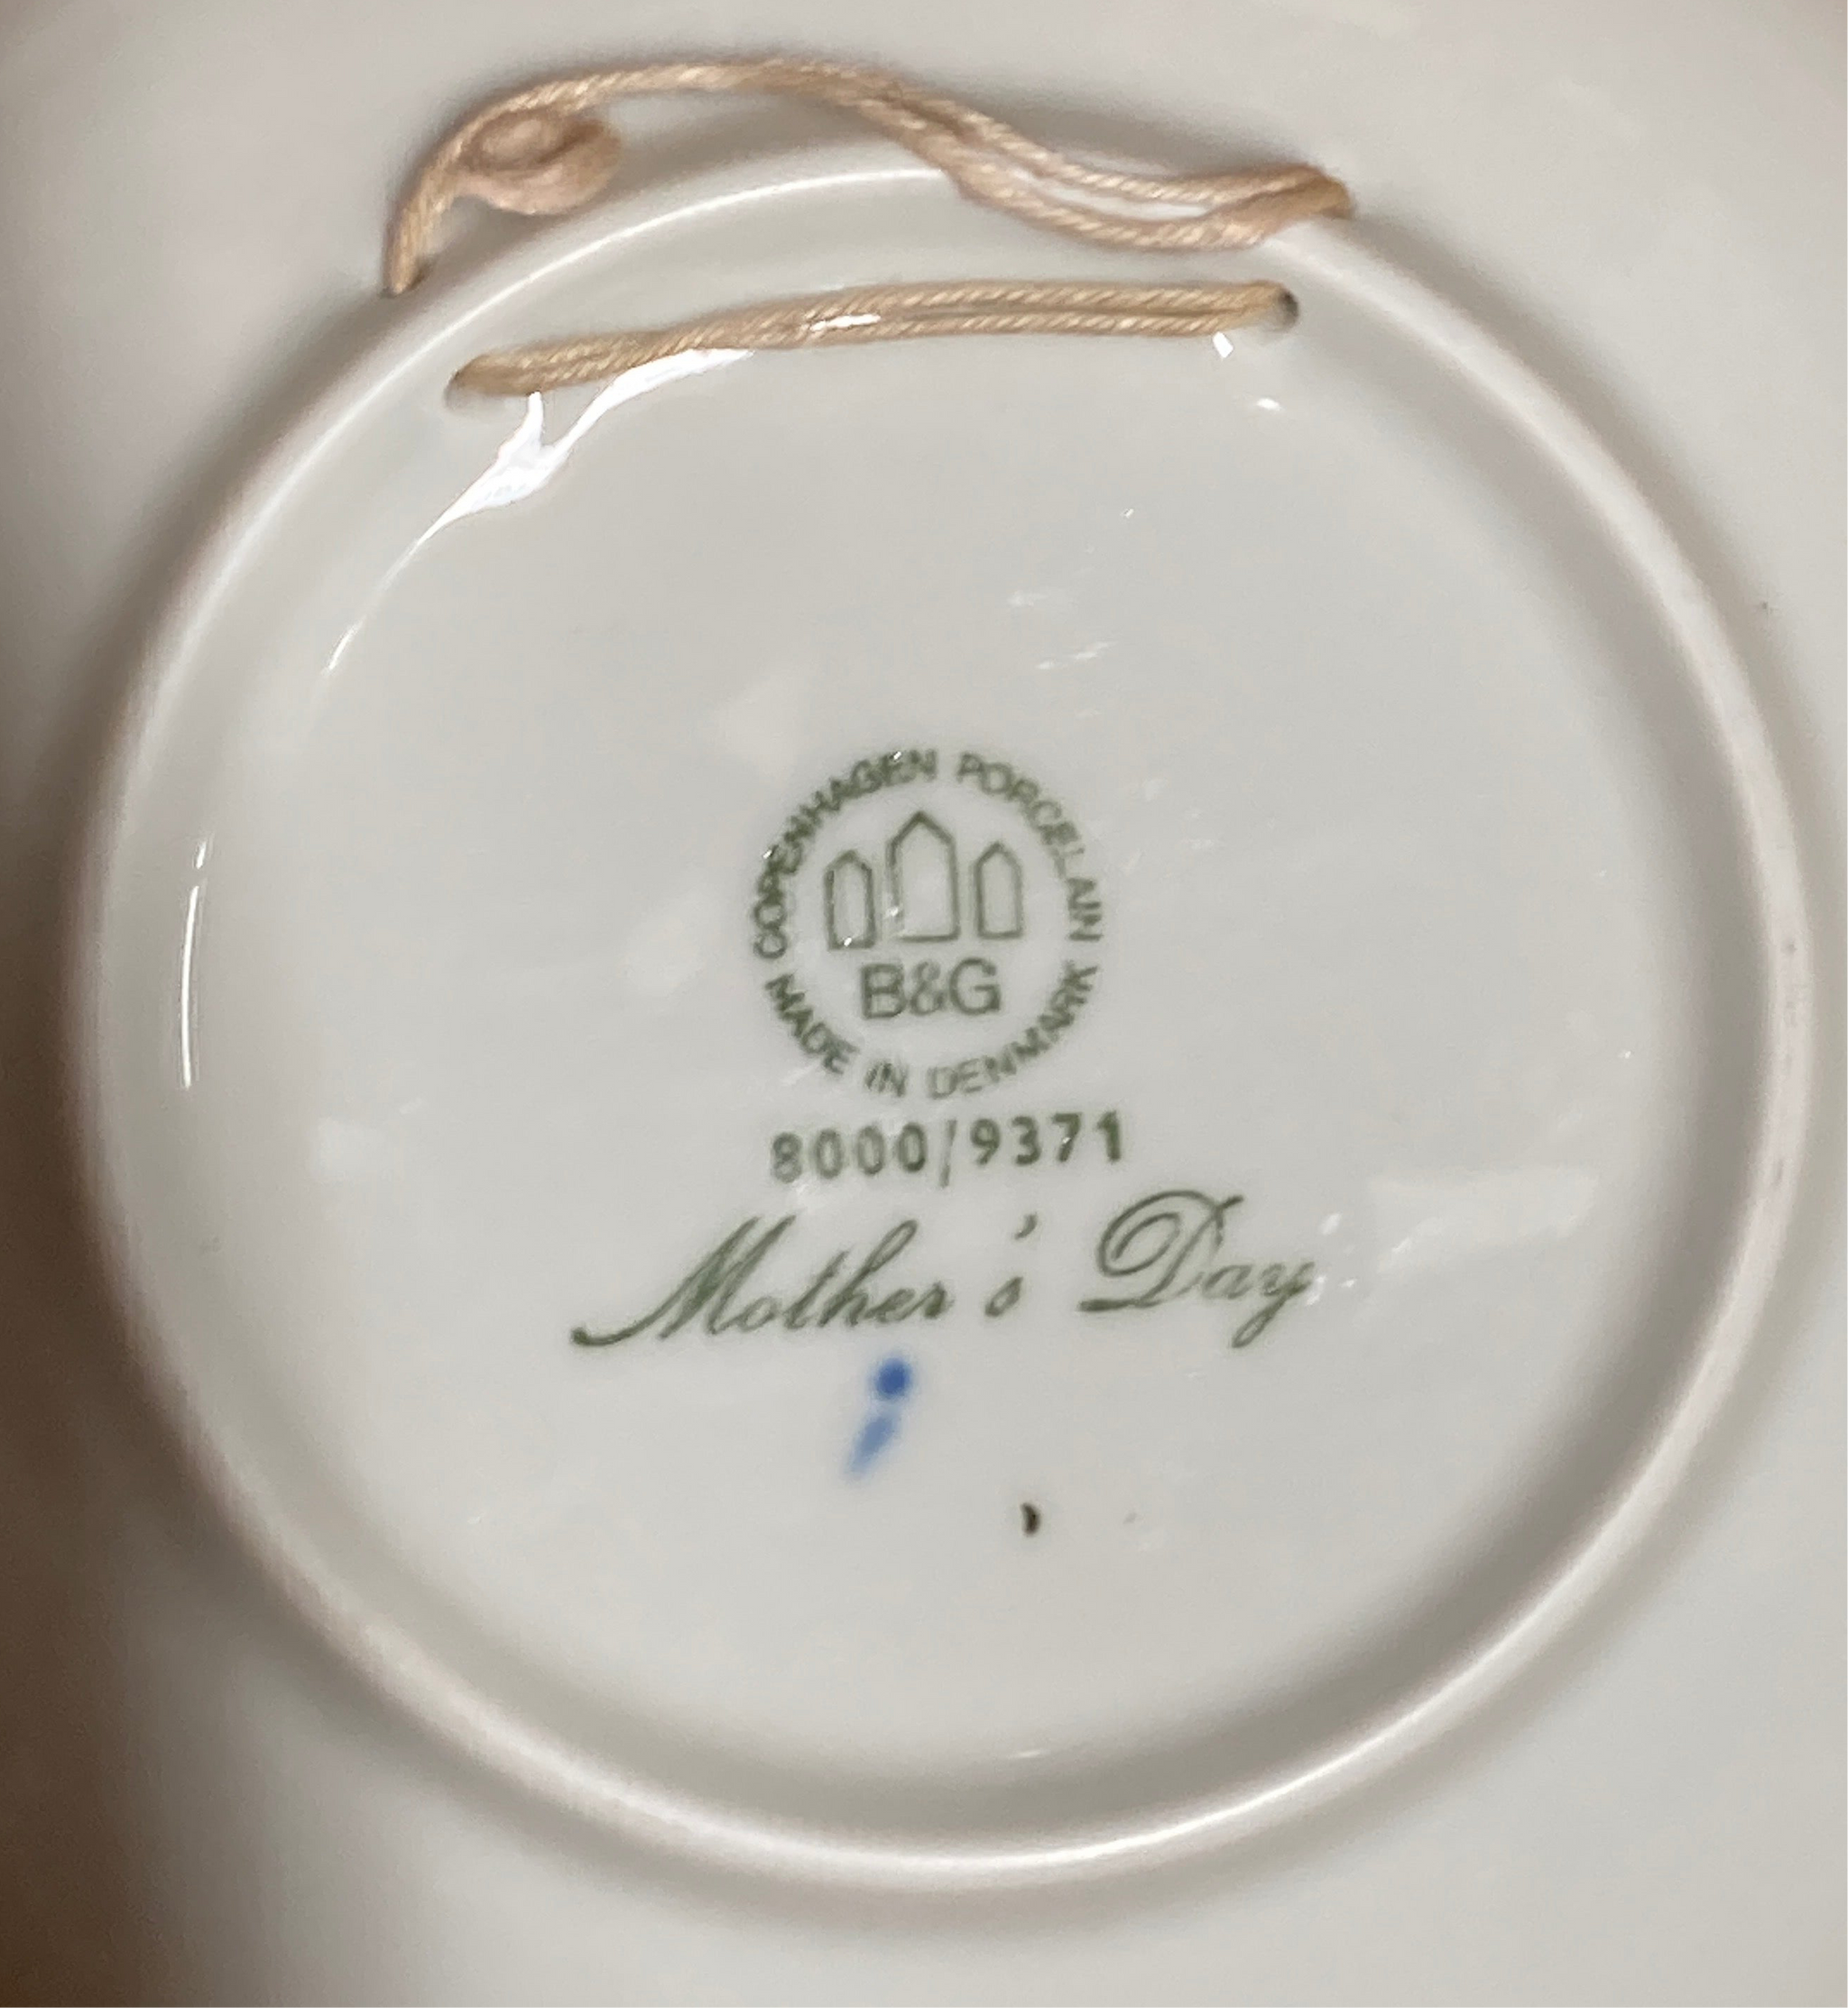 COPENHAGEN PORCELAIN
B&G
MADE IN DENMARK
8000/9371
Mother's Day